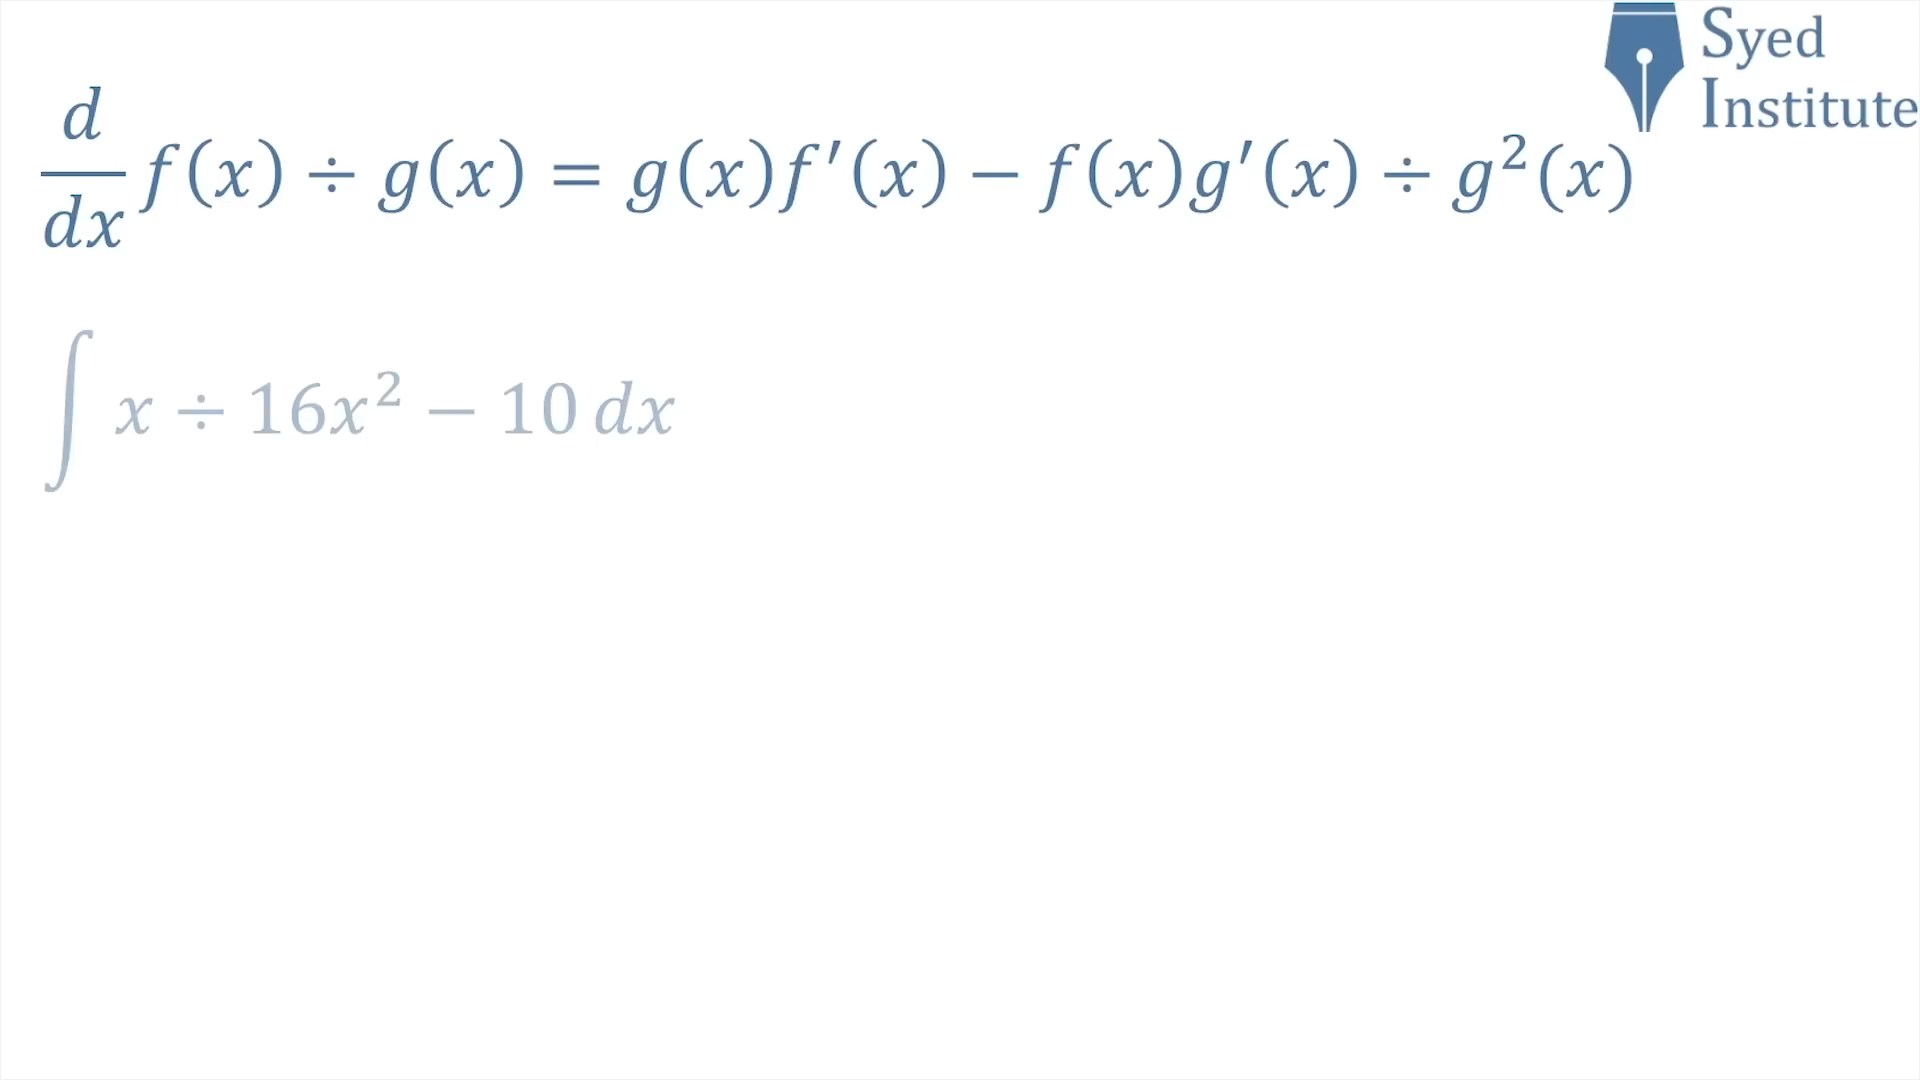 Syed
Institute
d/dx f(x) ÷ g(x) = g(x)f′(x) − f(x)g′(x) ÷ g²(x)
∫ x ÷ 16x² − 10 dx